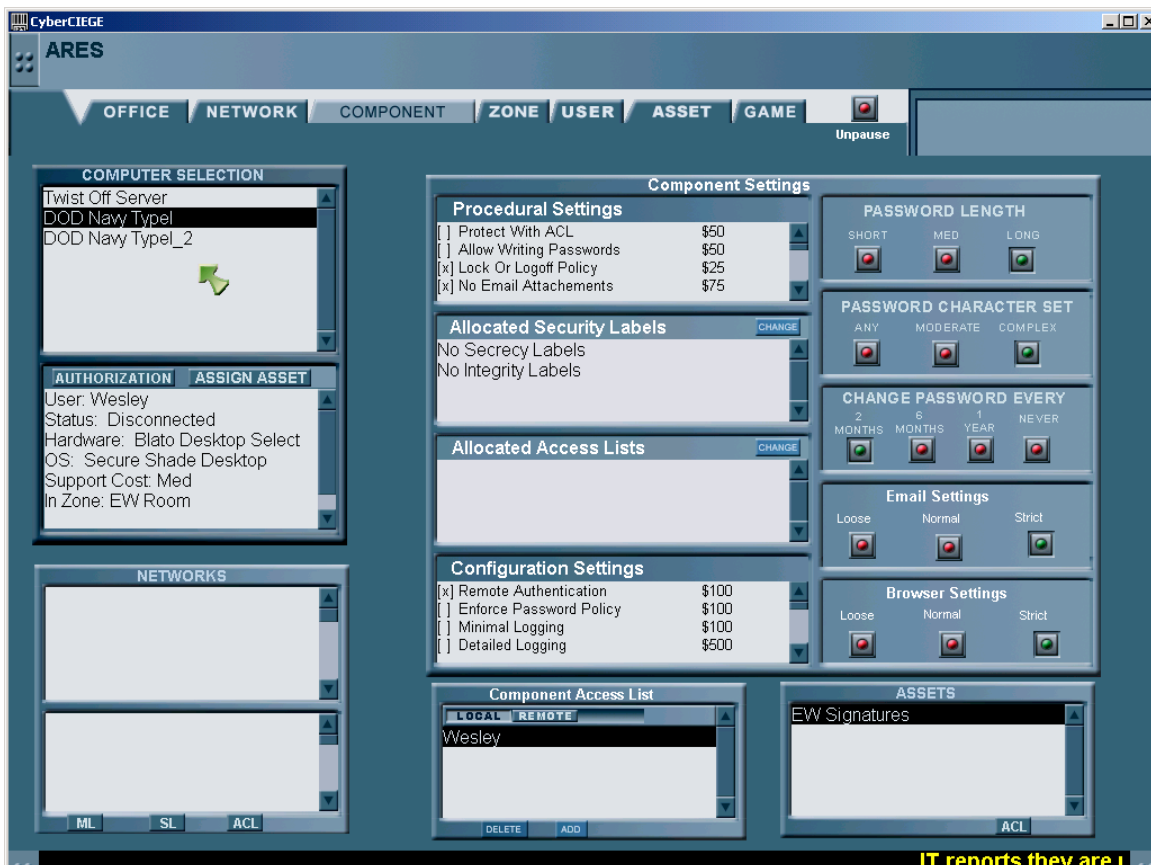 CyberCIEGE
ARES
OFFICE NETWORK COMPONENT ZONE USER ASSET GAME
Unpause
COMPUTER SELECTION
Twist Off Server
DOD Navy TypeI
DOD Navy TypeI_2
AUTHORIZATION ASSIGN ASSET
User: Wesley
Status: Disconnected
Hardware: Blato Desktop Select
OS: Secure Shade Desktop
Support Cost: Med
In Zone: EW Room
NETWORKS
ML SL ACL
Component Settings
Procedural Settings
[ ] Protect With ACL $50
[ ] Allow Writing Passwords $50
[x] Lock Or Logoff Policy $25
[x] No Email Attachements $75
Allocated Security Labels CHANGE
No Secrecy Labels
No Integrity Labels
Allocated Access Lists CHANGE
Configuration Settings
[x] Remote Authentication $100
[ ] Enforce Password Policy $100
[ ] Minimal Logging $100
[ ] Detailed Logging $500
PASSWORD LENGTH
SHORT MED LONG
PASSWORD CHARACTER SET
ANY MODERATE COMPLEX
CHANGE PASSWORD EVERY
2 MONTHS 6 MONTHS 1 YEAR NEVER
Email Settings
Loose Normal Strict
Browser Settings
Loose Normal Strict
Component Access List
LOCAL REMOTE
Wesley
DELETE ADD
ASSETS
EW Signatures
ACL
IT reports they are